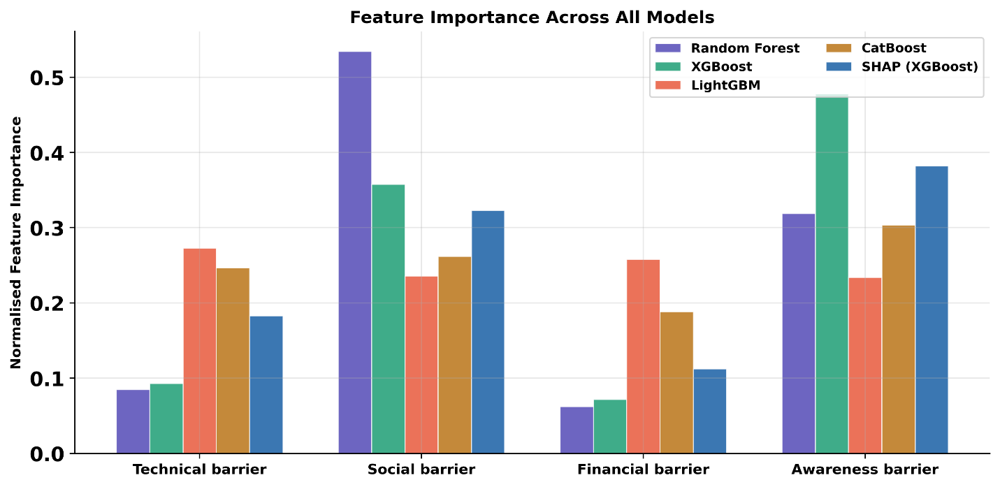 Feature Importance Across All Models
Normalised Feature Importance
0.5
0.4
0.3
0.2
0.1
0.0
Random Forest
XGBoost
LightGBM
CatBoost
SHAP (XGBoost)
Technical barrier
Social barrier
Financial barrier
Awareness barrier